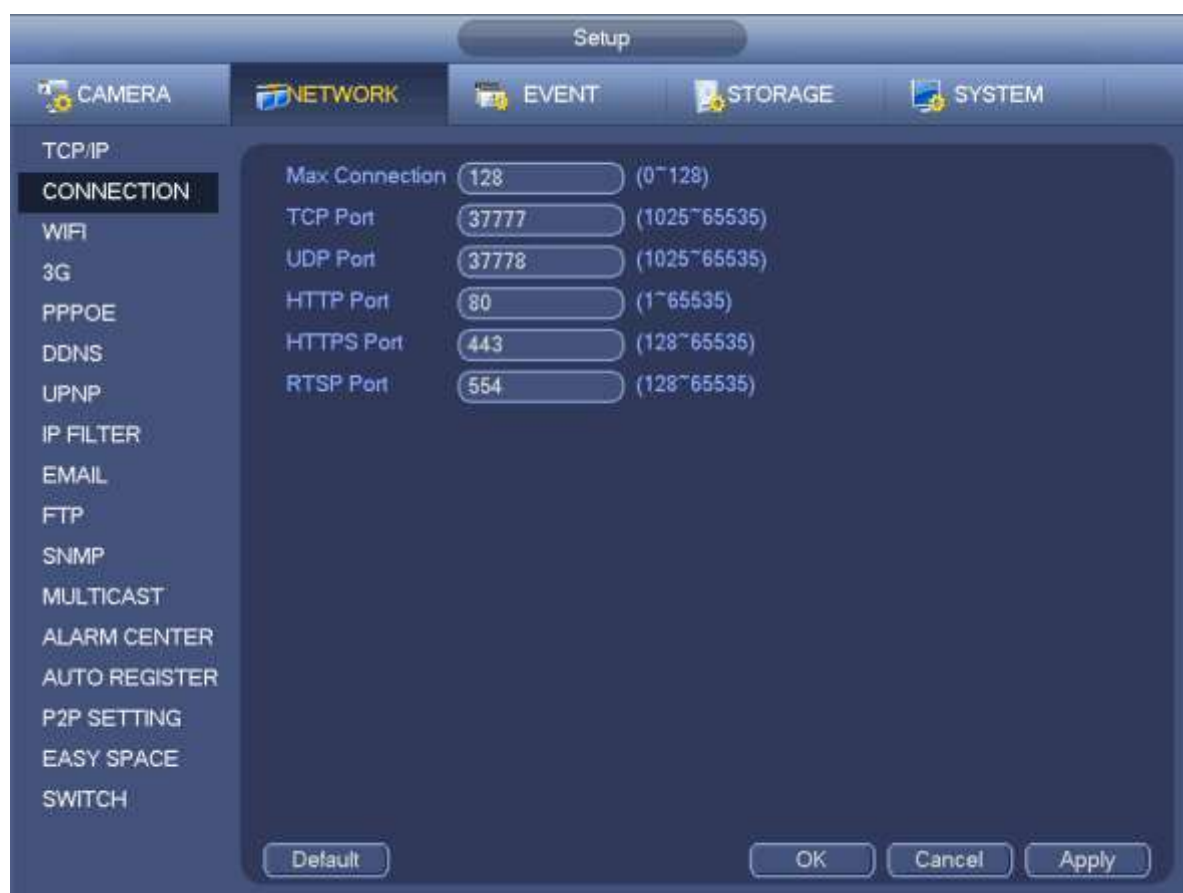 Setup
CAMERA NETWORK EVENT STORAGE SYSTEM
TCP/IP
CONNECTION
WIFI
3G
PPPOE
DDNS
UPNP
IP FILTER
EMAIL
FTP
SNMP
MULTICAST
ALARM CENTER
AUTO REGISTER
P2P SETTING
EASY SPACE
SWITCH
Max Connection 128 (0~128)
TCP Port 37777 (1025~65535)
UDP Port 37778 (1025~65535)
HTTP Port 80 (1~65535)
HTTPS Port 443 (128~65535)
RTSP Port 554 (128~65535)
Default OK Cancel Apply